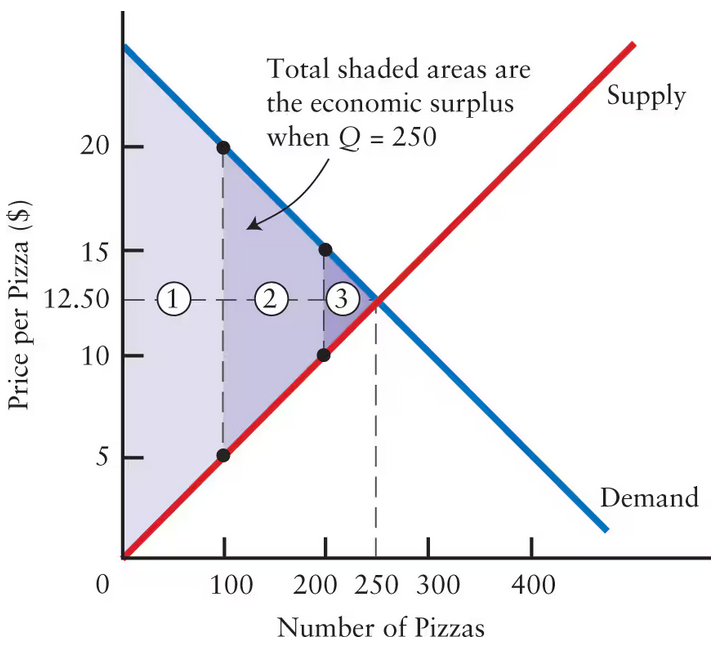 Total shaded areas are
the economic surplus
when Q = 250
Supply
20
15
12.50
10
5
1
2
3
Price per Pizza ($)
Demand
0
100
200
250
300
400
Number of Pizzas